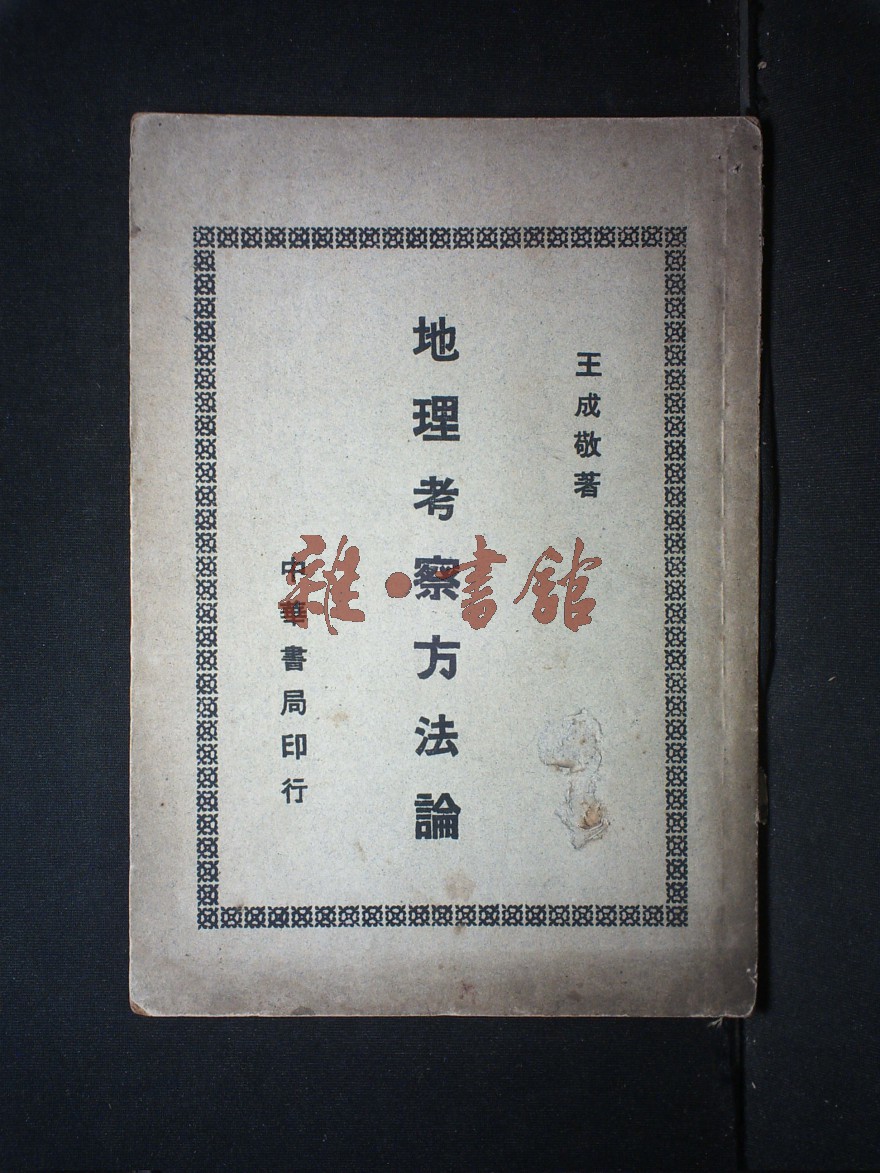 王成敬著
地理考察方法論
中華書局印行
雜·書館